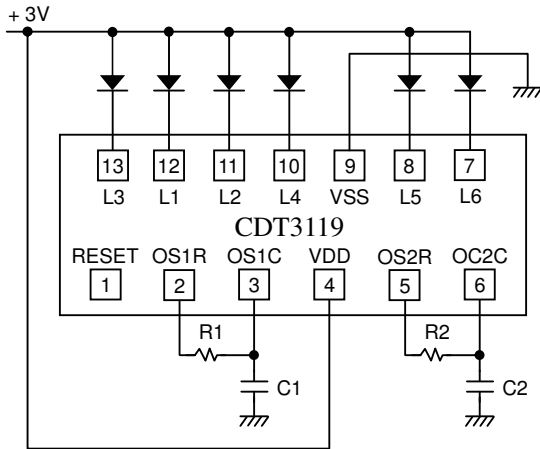 + 3V
13 12 11 10 9 8 7
L3 L1 L2 L4 VSS L5 L6
CDT3119
RESET OS1R OS1C VDD OS2R OC2C
1 2 3 4 5 6
R1 R2
C1 C2